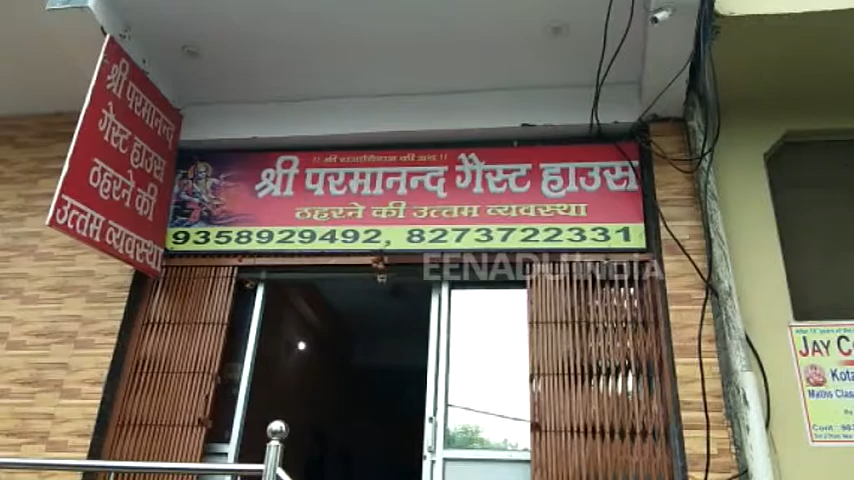 श्री परमानन्द
गैस्ट हाउस
ठहरने की
उत्तम व्यवस्था
श्री परमानन्द गैस्ट हाउस
ठहरने की उत्तम व्यवस्था
9358929492, 8273722331
EENADU India
JAY
Kota
Maths Clas